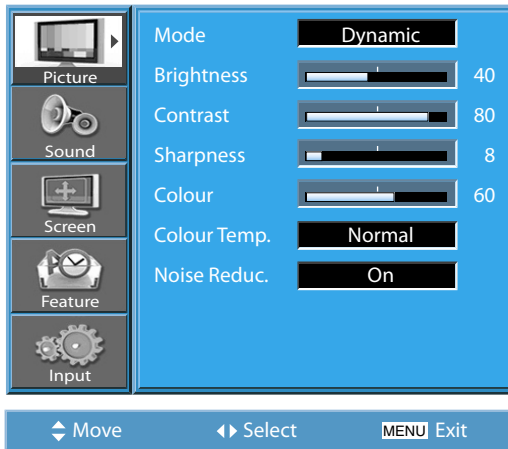 Picture
Sound
Screen
Feature
Input
Mode Dynamic
Brightness 40
Contrast 80
Sharpness 8
Colour 60
Colour Temp. Normal
Noise Reduc. On
Move Select MENU Exit